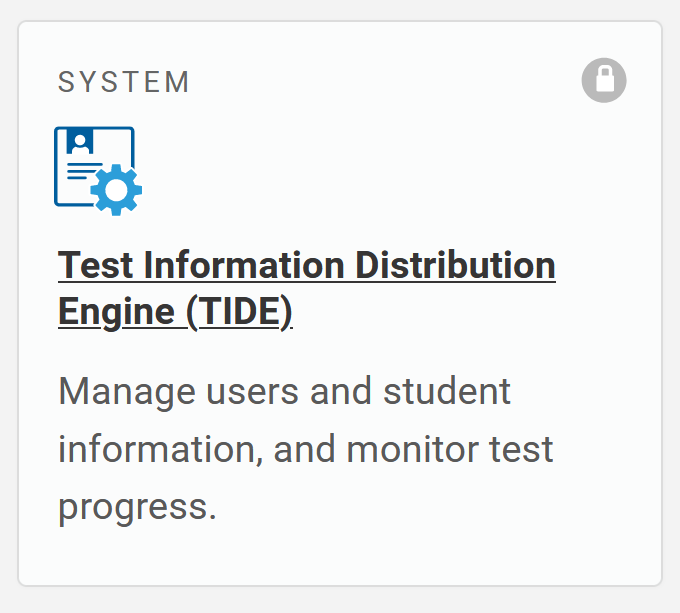 SYSTEM
Test Information Distribution
Engine (TIDE)
Manage users and student
information, and monitor test
progress.